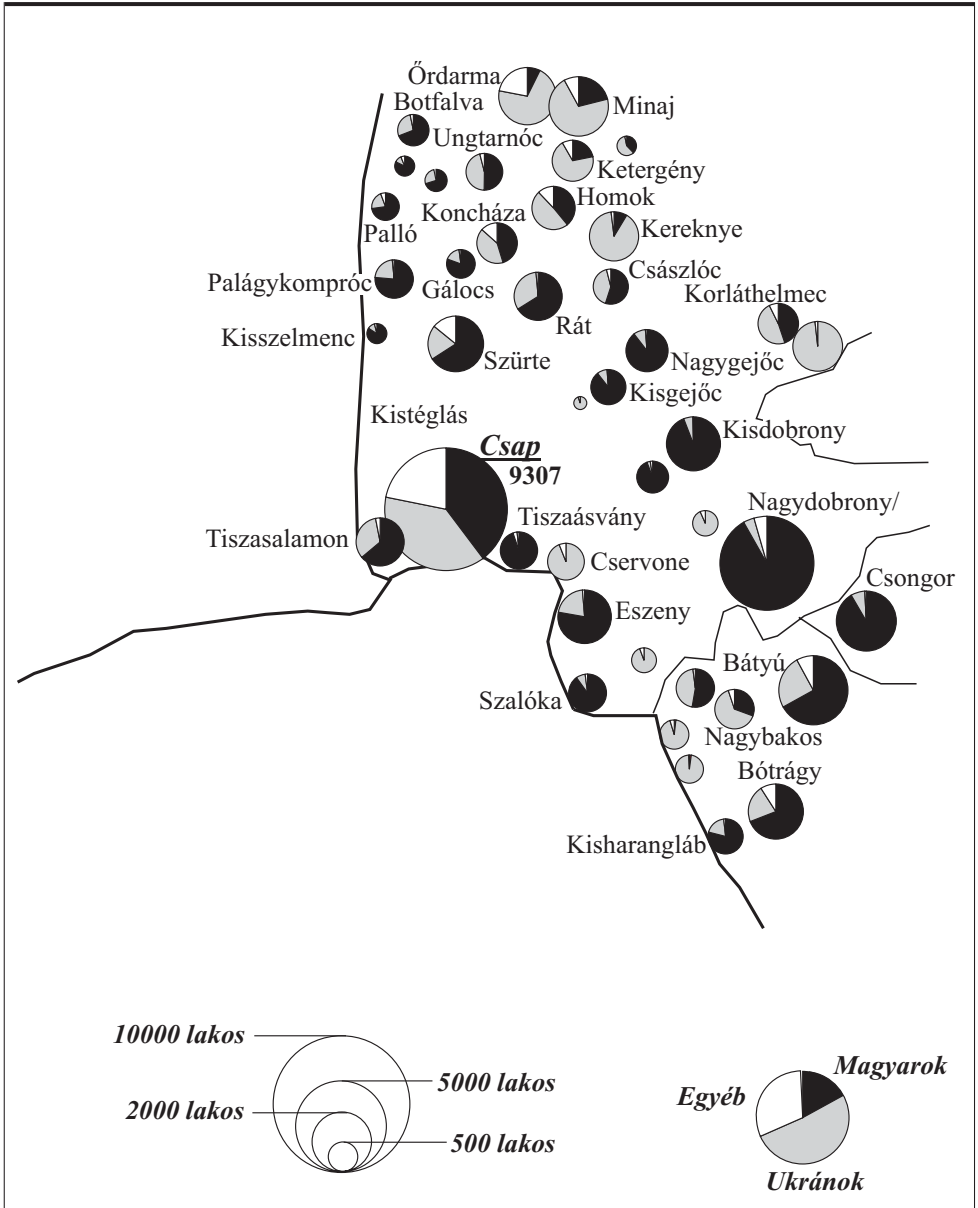 Őrdarma
Botfalva
Minaj
Ungtarnóc
Ketergény
Homok
Koncháza
Kereknye
Palló
Császlóc
Palágykompróc
Gálocs
Korláthelmec
Rát
Kisszelmenc
Szürte
Nagygejőc
Kisgejőc
Kistéglás
Kisdobrony
Csap
9307
Nagydobrony/
Tiszaásvány
Tiszasalamon
Cservone
Csongor
Eszeny
Bátyú
Szalóka
Nagybakos
Bótrágy
Kisharangláb
10000 lakos
5000 lakos
2000 lakos
500 lakos
Magyarok
Egyéb
Ukránok